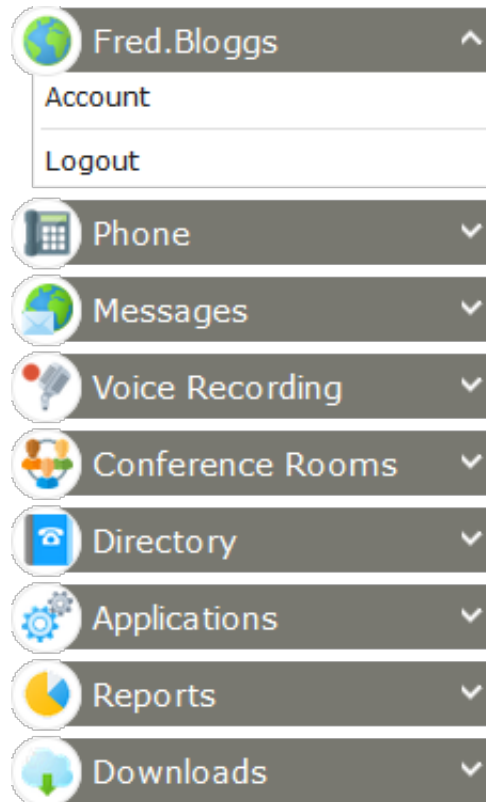 Fred.Bloggs
Account
Logout
Phone
Messages
Voice Recording
Conference Rooms
Directory
Applications
Reports
Downloads